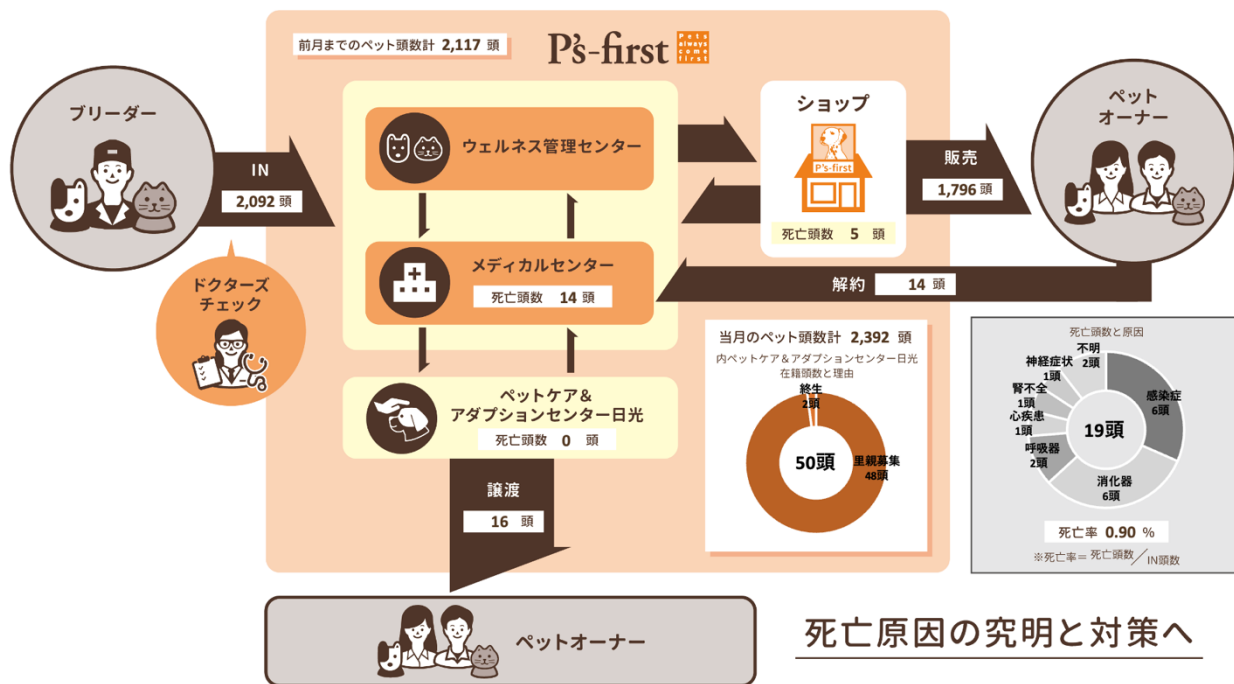 前月までのペット頭数計 2,117 頭
P's-first
Pets
always
come
first
ブリーダー
IN
2,092 頭
ドクターズ
チェック
ウェルネス管理センター
メディカルセンター
死亡頭数 14 頭
ペットケア&
アダプションセンター日光
死亡頭数 0 頭
ショップ
P's-first
死亡頭数 5 頭
販売
1,796 頭
ペット
オーナー
解約 14 頭
譲渡
16 頭
ペットオーナー
当月のペット頭数計 2,392 頭
内ペットケア&アダプションセンター日光
在籍頭数と理由
終生
2頭
50頭
里親募集
48頭
死亡頭数と原因
不明
2頭
神経症状
1頭
腎不全
1頭
心疾患
1頭
呼吸器
2頭
消化器
6頭
感染症
6頭
19頭
死亡率 0.90 %
※死亡率=死亡頭数/IN頭数
死亡原因の究明と対策へ